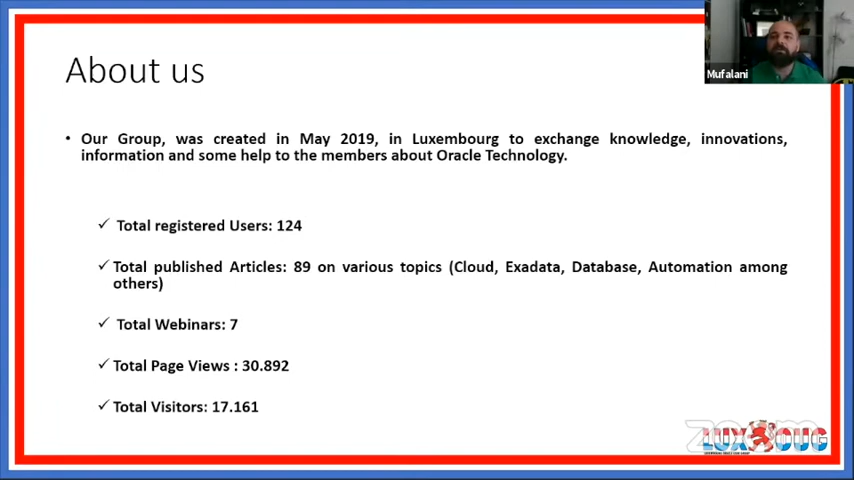 Mufalani
About us
• Our Group, was created in May 2019, in Luxembourg to exchange knowledge, innovations,
information and some help to the members about Oracle Technology.
✓ Total registered Users: 124
✓ Total published Articles: 89 on various topics (Cloud, Exadata, Database, Automation among
others)
✓ Total Webinars: 7
✓ Total Page Views : 30.892
✓ Total Visitors: 17.161
zoom
LUXOUG